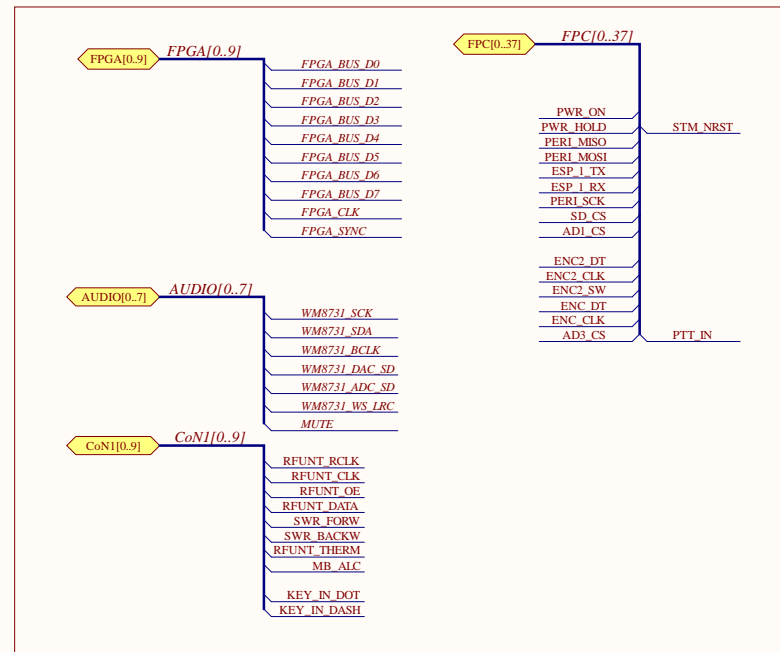 FPGA[0..9] FPGA[0..9]
FPGA_BUS_D0
FPGA_BUS_D1
FPGA_BUS_D2
FPGA_BUS_D3
FPGA_BUS_D4
FPGA_BUS_D5
FPGA_BUS_D6
FPGA_BUS_D7
FPGA_CLK
FPGA_SYNC
AUDIO[0..7] AUDIO[0..7]
WM8731_SCK
WM8731_SDA
WM8731_BCLK
WM8731_DAC_SD
WM8731_ADC_SD
WM8731_WS_LRC
MUTE
CoN1[0..9] CoN1[0..9]
RFUNT_RCLK
RFUNT_CLK
RFUNT_OE
RFUNT_DATA
SWR_FORW
SWR_BACKW
RFUNT_THERM
MB_ALC
KEY_IN_DOT
KEY_IN_DASH
FPC[0..37] FPC[0..37]
PWR_ON
PWR_HOLD STM_NRST
PERI_MISO
PERI_MOSI
ESP_1_TX
ESP_1_RX
PERI_SCK
SD_CS
AD1_CS
ENC2_DT
ENC2_CLK
ENC2_SW
ENC_DT
ENC_CLK
AD3_CS PTT_IN